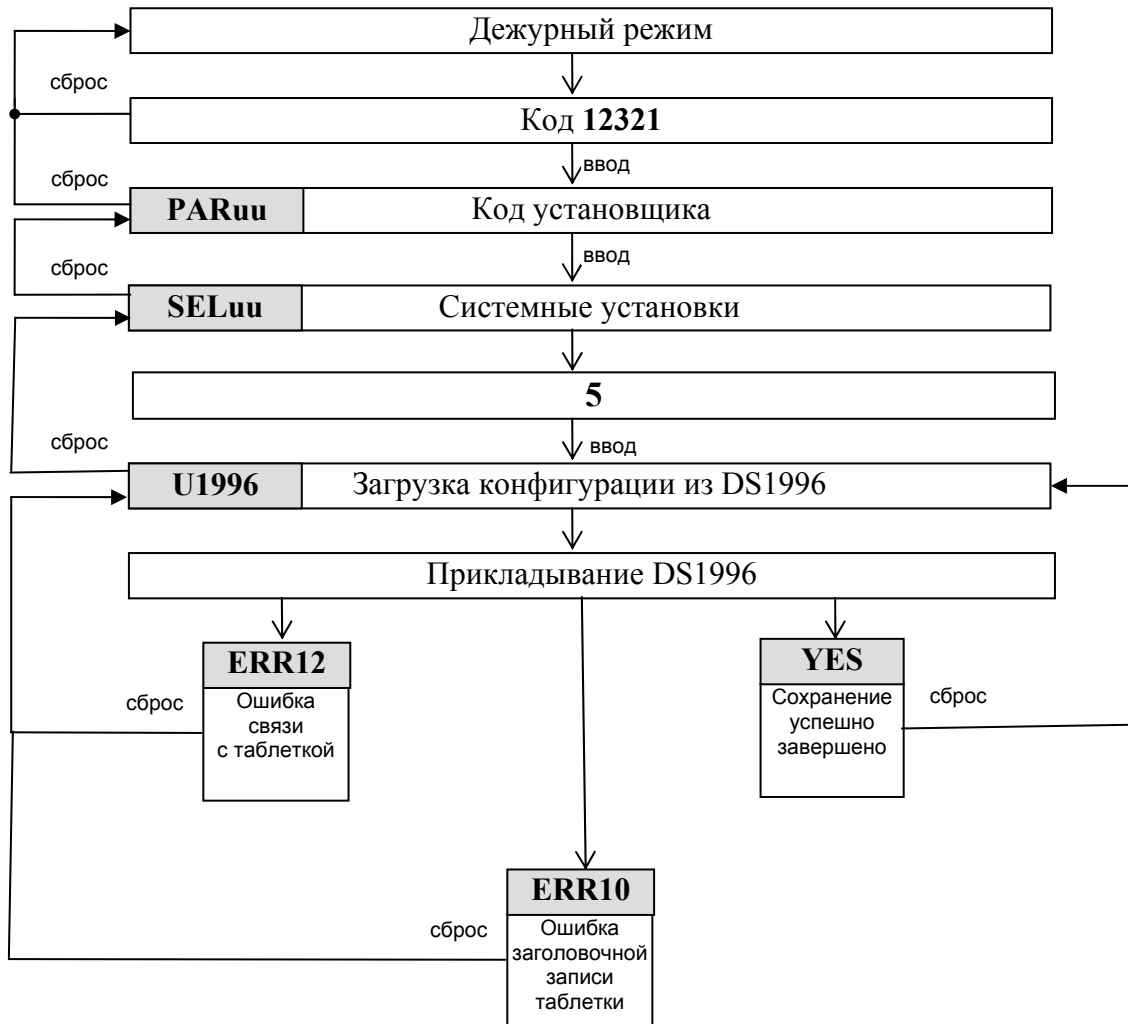 Дежурный режим
сброс
Код 12321
ввод
сброс
PARuu Код установщика
ввод
сброс
SELuu Системные установки
5
сброс
ввод
U1996 Загрузка конфигурации из DS1996
Прикладывание DS1996
ERR12
Ошибка
связи
с таблеткой
сброс
YES
Сохранение
успешно
завершено
сброс
ERR10
Ошибка
заголовочной
записи
таблетки
сброс